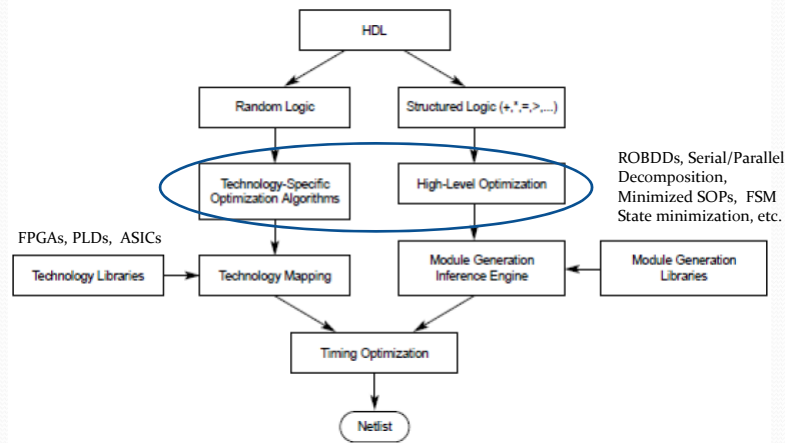 HDL
Random Logic
Structured Logic (+,*,=,>,...)
Technology-Specific
Optimization Algorithms
High-Level Optimization
ROBDDs, Serial/Parallel
Decomposition,
Minimized SOPs, FSM
State minimization, etc.
FPGAs, PLDs, ASICs
Technology Libraries
Technology Mapping
Module Generation
Inference Engine
Module Generation
Libraries
Timing Optimization
Netlist